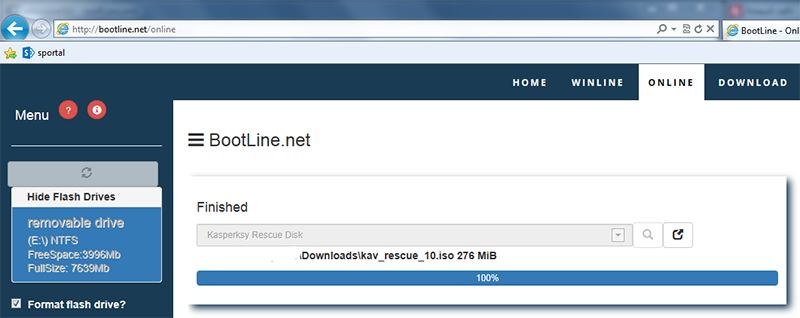 http://bootline.net/online
BootLine - Onl
sportal
HOME
WINLINE
ONLINE
DOWNLOAD
Menu
?
BootLine.net
Hide Flash Drives
removable drive
(E:\) NTFS
FreeSpace:3996Mb
FullSize: 7639Mb
Format flash drive?
Finished
Kasperksy Rescue Disk
\Downloads\kav_rescue_10.iso 276 MiB
100%